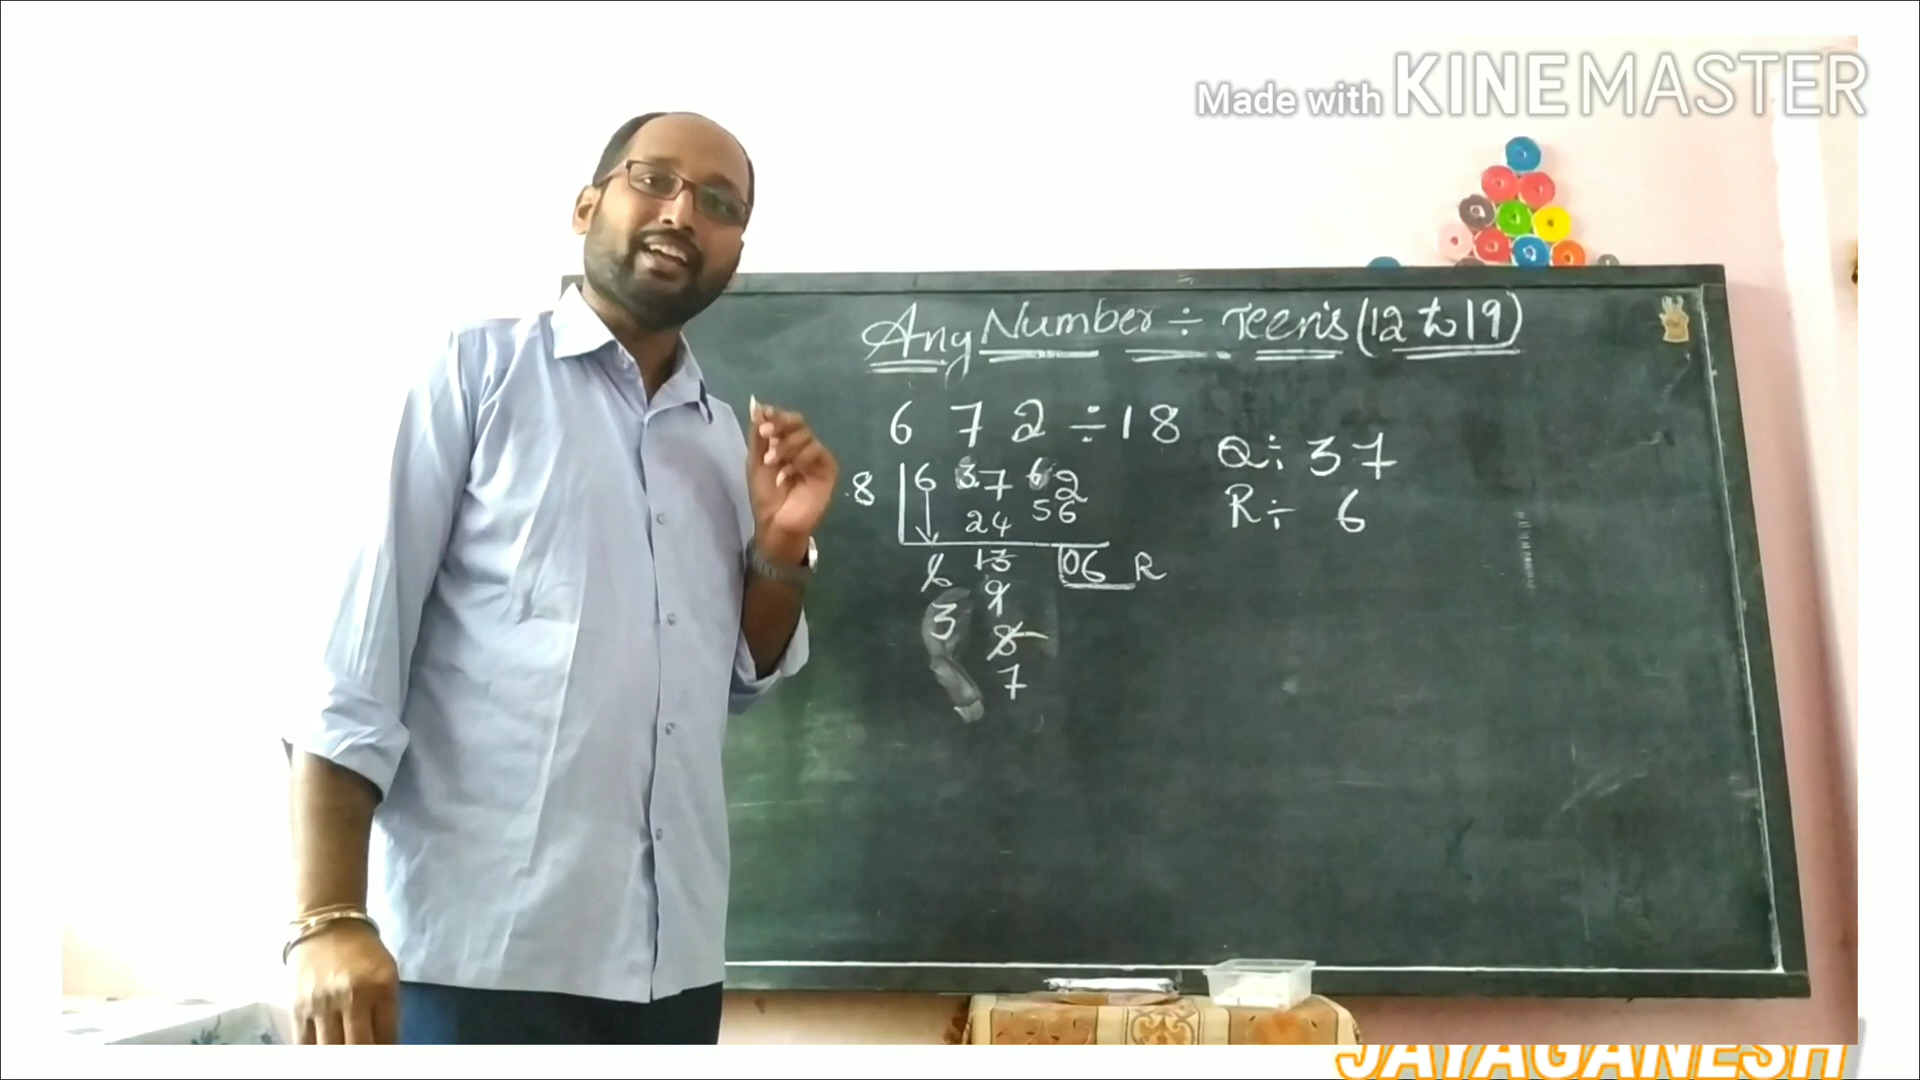 Made with KINEMASTER
Any Number ÷ Teen's (12 to 19)
6 7 2 ÷ 18
Q÷ 37
8 6 37 62
24 56
R÷ 6
6 13 06 R
9
3
8
7
JAYAGANESH